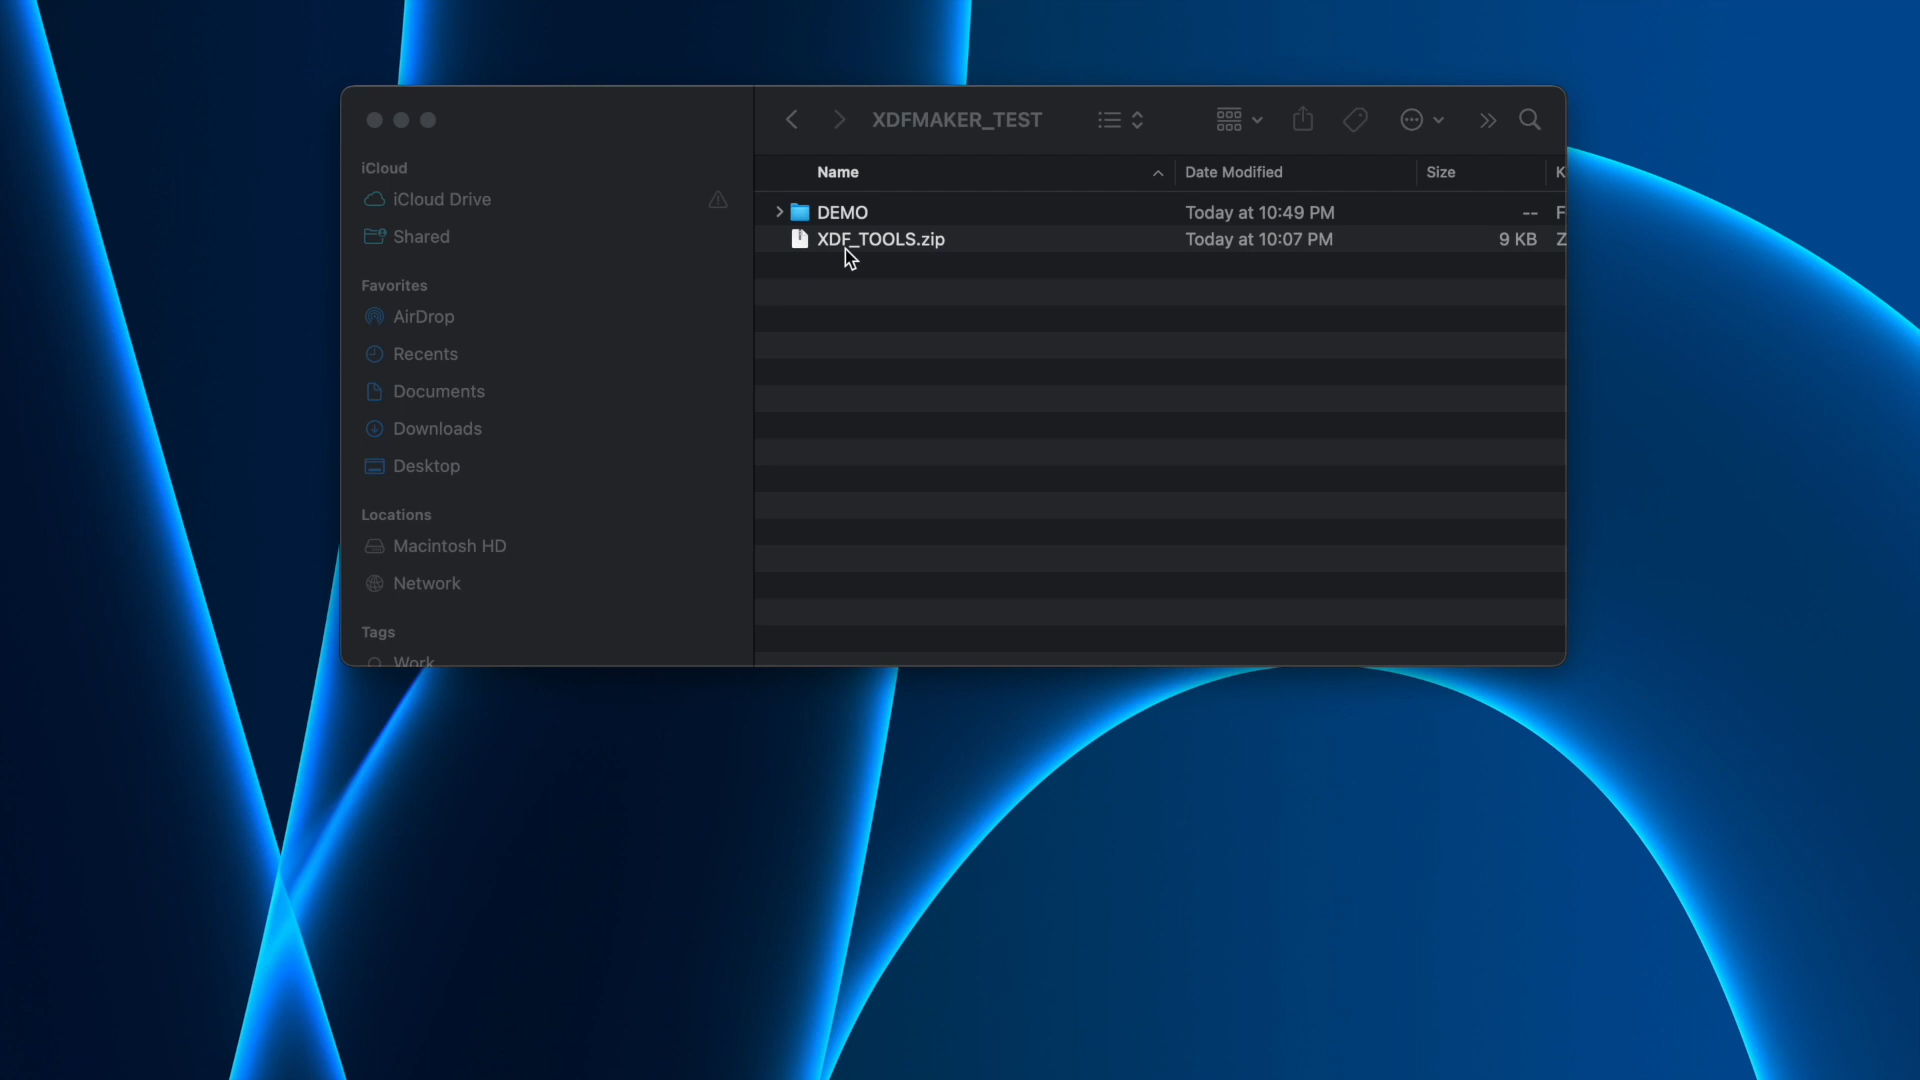 XDFMAKER_TEST
iCloud
iCloud Drive
Shared
Favorites
AirDrop
Recents
Documents
Downloads
Desktop
Locations
Macintosh HD
Network
Tags
Work
Name Date Modified Size K
DEMO Today at 10:49 PM -- F
XDF_TOOLS.zip Today at 10:07 PM 9 KB Z